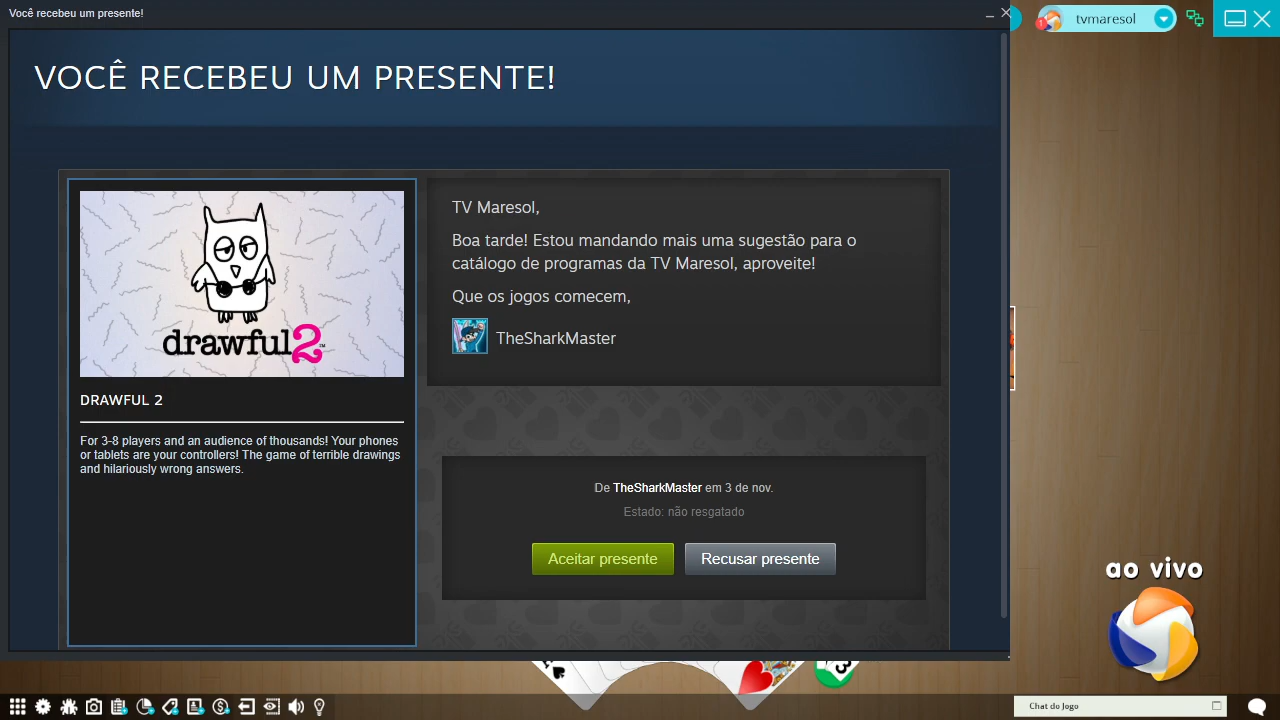 Você recebeu um presente!
tvmaresol
1
VOCÊ RECEBEU UM PRESENTE!
drawful 2™
DRAWFUL 2
For 3-8 players and an audience of thousands! Your phones
or tablets are your controllers! The game of terrible drawings
and hilariously wrong answers.
TV Maresol,
Boa tarde! Estou mandando mais uma sugestão para o
catálogo de programas da TV Maresol, aproveite!
Que os jogos comecem,
TheSharkMaster
De TheSharkMaster em 3 de nov.
Estado: não resgatado
Aceitar presente
Recusar presente
ao vivo
3
Chat do Jogo